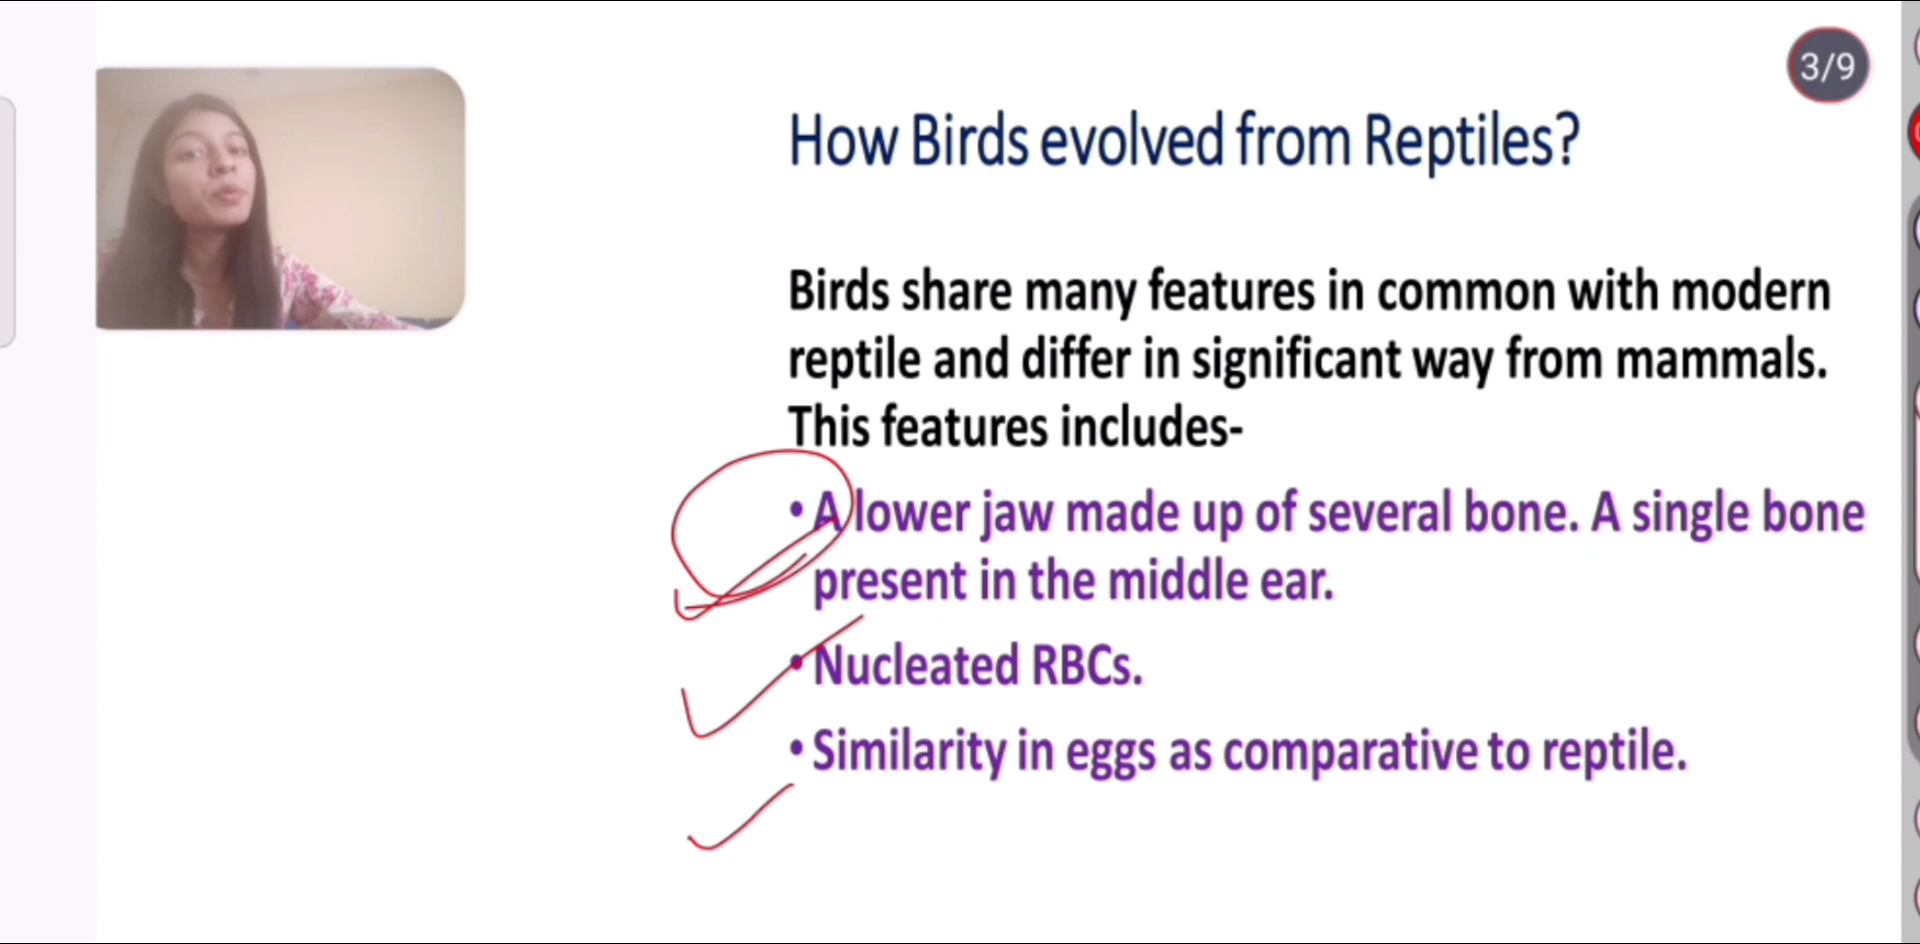 3/9
How Birds evolved from Reptiles?
Birds share many features in common with modern
reptile and differ in significant way from mammals.
This features includes-
• A lower jaw made up of several bone. A single bone
present in the middle ear.
• Nucleated RBCs.
• Similarity in eggs as comparative to reptile.